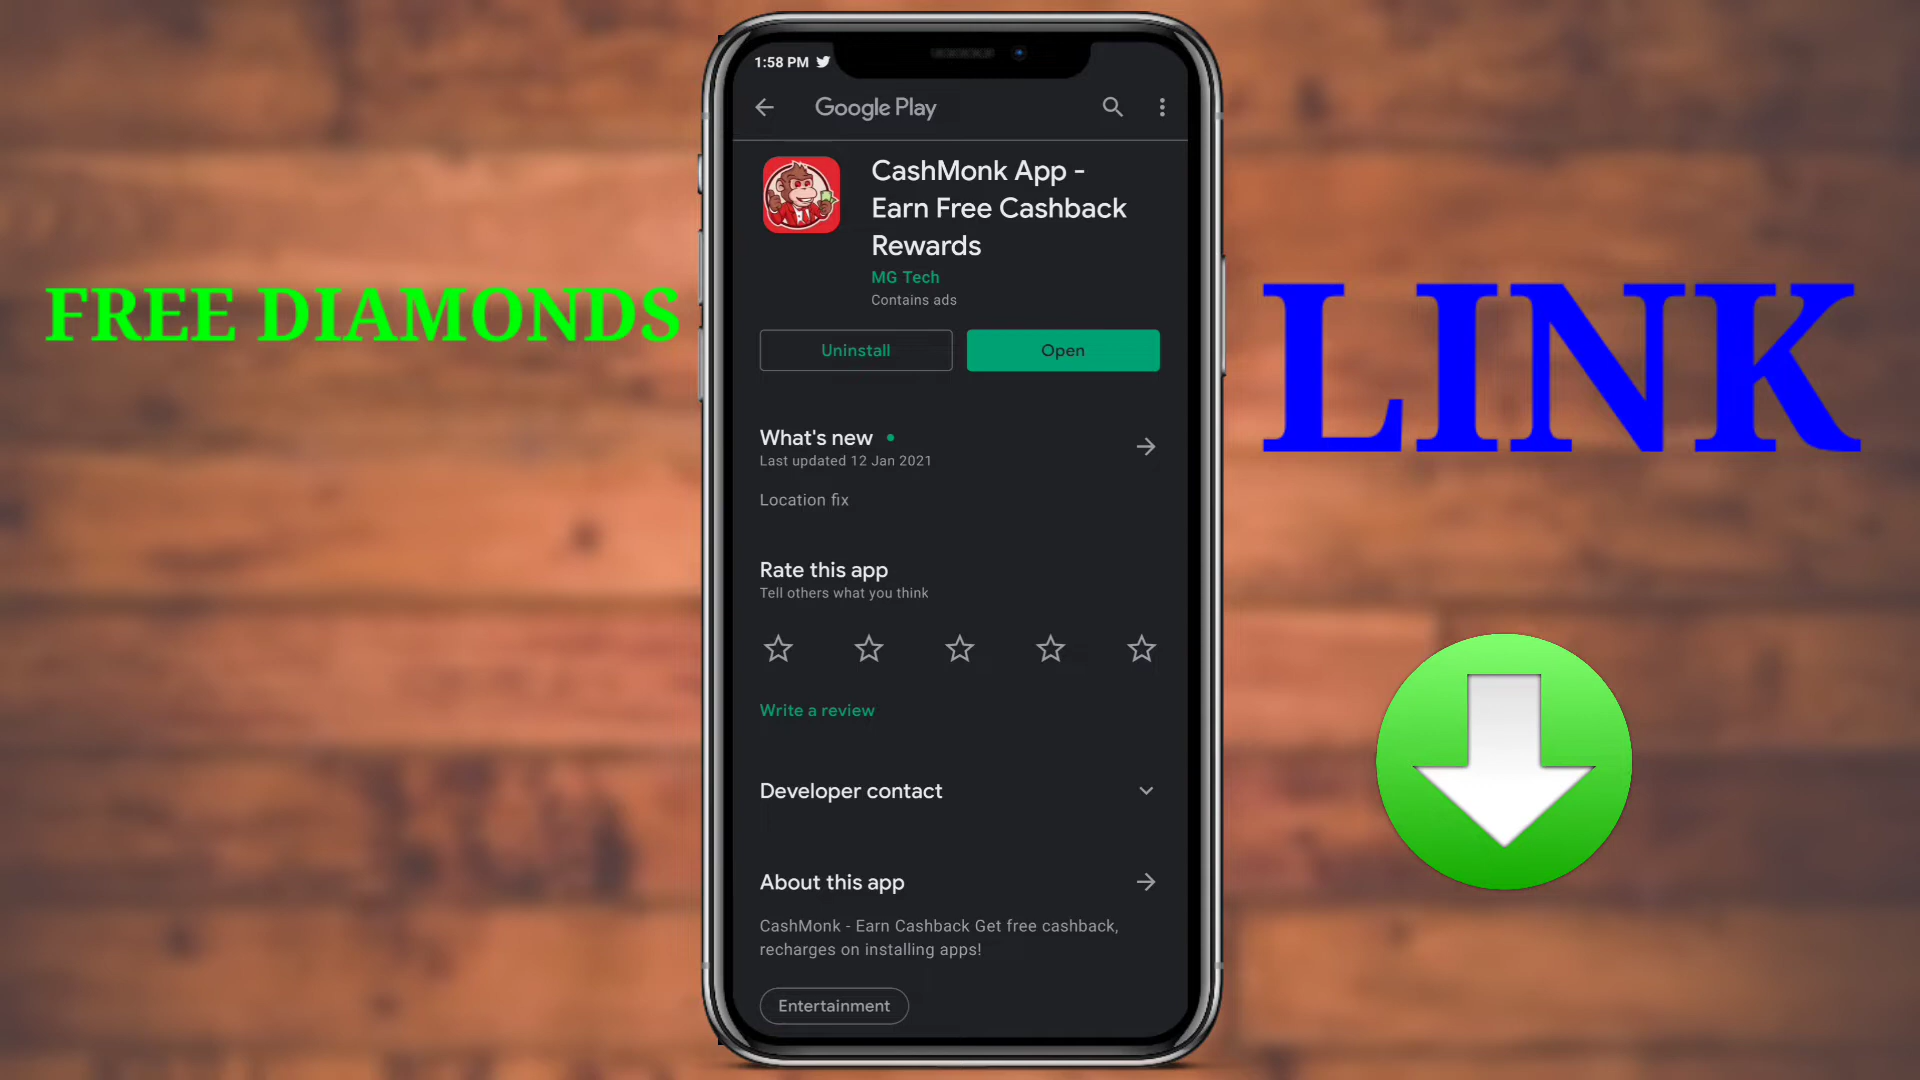 1:58 PM
Google Play
CashMonk App -
Earn Free Cashback
Rewards
MG Tech
Contains ads
Uninstall
Open
FREE DIAMONDS
LINK
What's new
Last updated 12 Jan 2021
Location fix
Rate this app
Tell others what you think
Write a review
Developer contact
About this app
CashMonk - Earn Cashback Get free cashback,
recharges on installing apps!
Entertainment